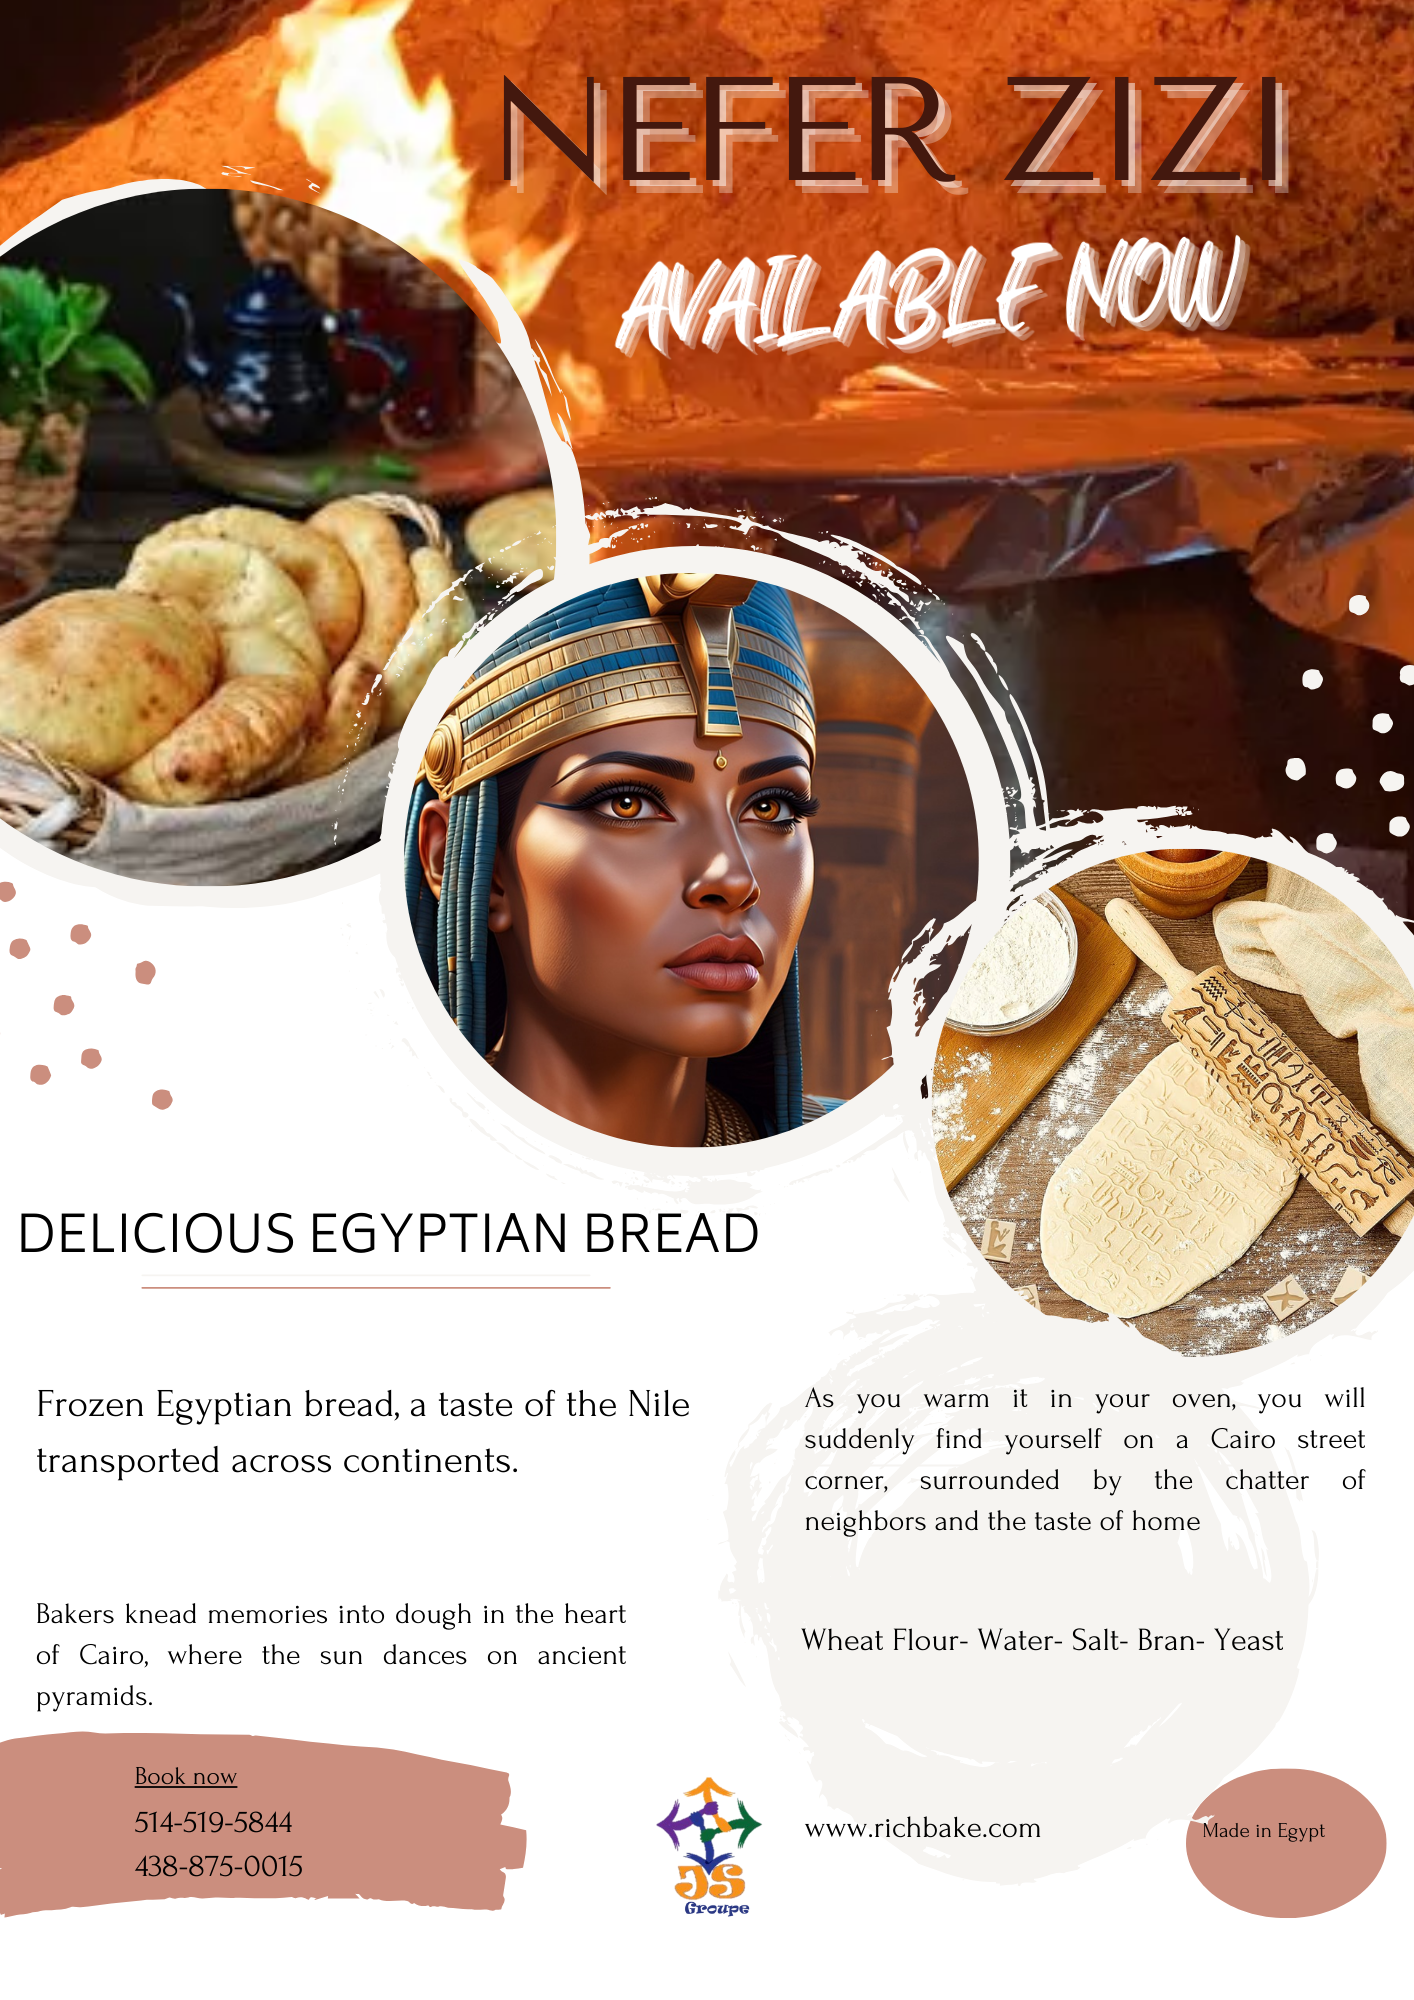 NEFER ZIZI
AVAILABLE NOW
DELICIOUS EGYPTIAN BREAD
Frozen Egyptian bread, a taste of the Nile
transported across continents.
Bakers knead memories into dough in the heart
of Cairo, where the sun dances on ancient
pyramids.
As you warm it in your oven, you will
suddenly find yourself on a Cairo street
corner, surrounded by the chatter of
neighbors and the taste of home
Wheat Flour- Water- Salt- Bran- Yeast
Book now
514-519-5844
438-875-0015
JS
Groupe
www.richbake.com
Made in Egypt